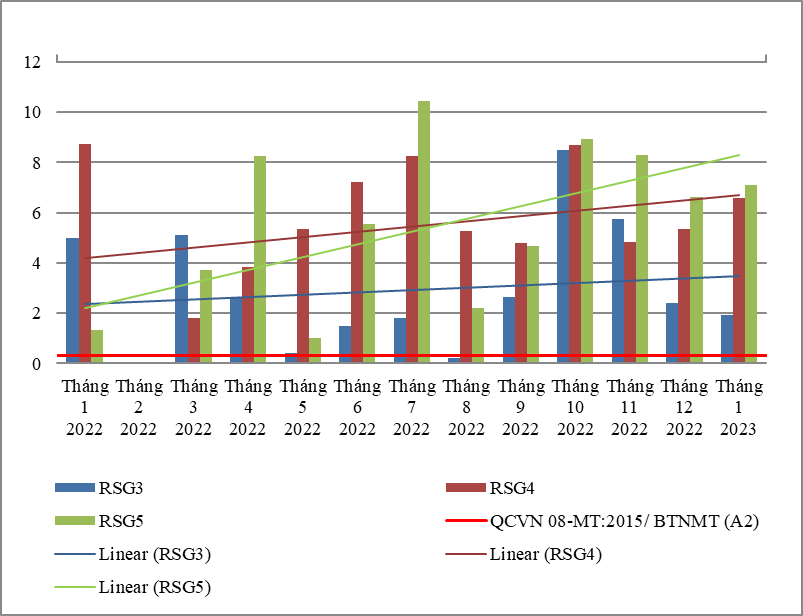 12
10
8
6
4
2
0
Tháng 1 2022
Tháng 2 2022
Tháng 3 2022
Tháng 4 2022
Tháng 5 2022
Tháng 6 2022
Tháng 7 2022
Tháng 8 2022
Tháng 9 2022
Tháng 10 2022
Tháng 11 2022
Tháng 12 2022
Tháng 1 2023
RSG3
RSG4
RSG5
QCVN 08-MT:2015/ BTNMT (A2)
Linear (RSG3)
Linear (RSG4)
Linear (RSG5)